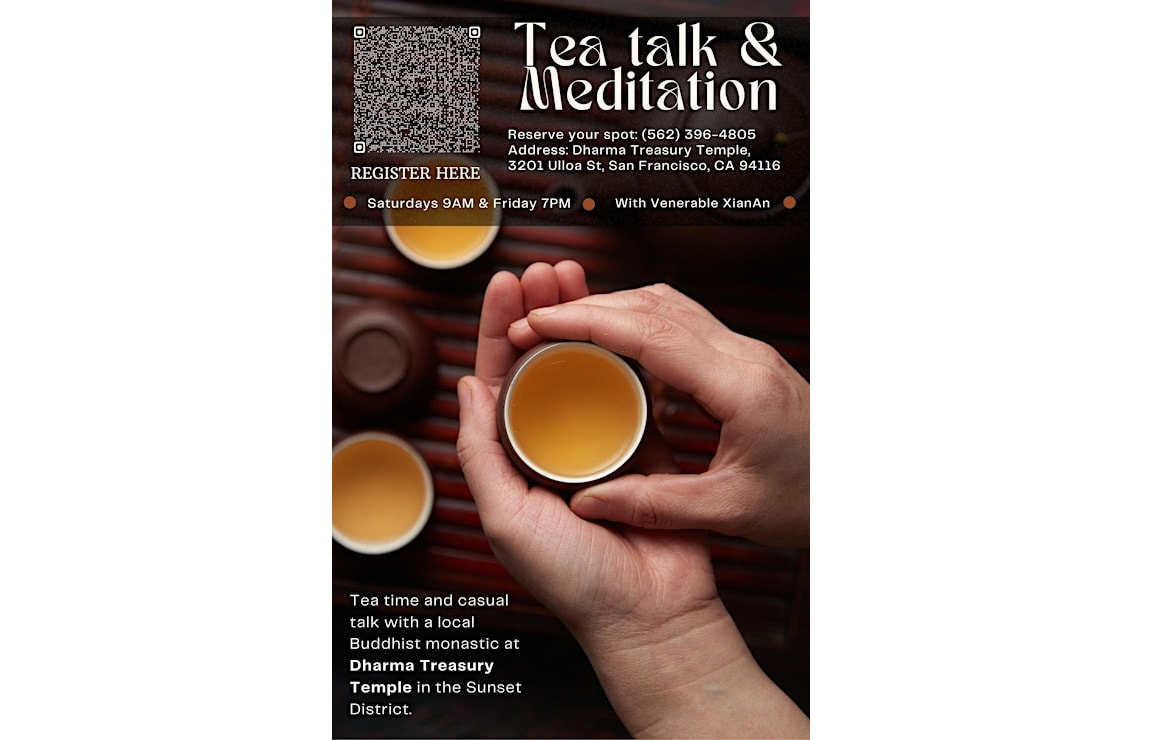 Tea talk &
Meditation
Reserve your spot: (562) 396-4805
Address: Dharma Treasury Temple,
3201 Ulloa St, San Francisco, CA 94116
REGISTER HERE
Saturdays 9AM & Friday 7PM
With Venerable XianAn
Tea time and casual
talk with a local
Buddhist monastic at
Dharma Treasury
Temple in the Sunset
District.